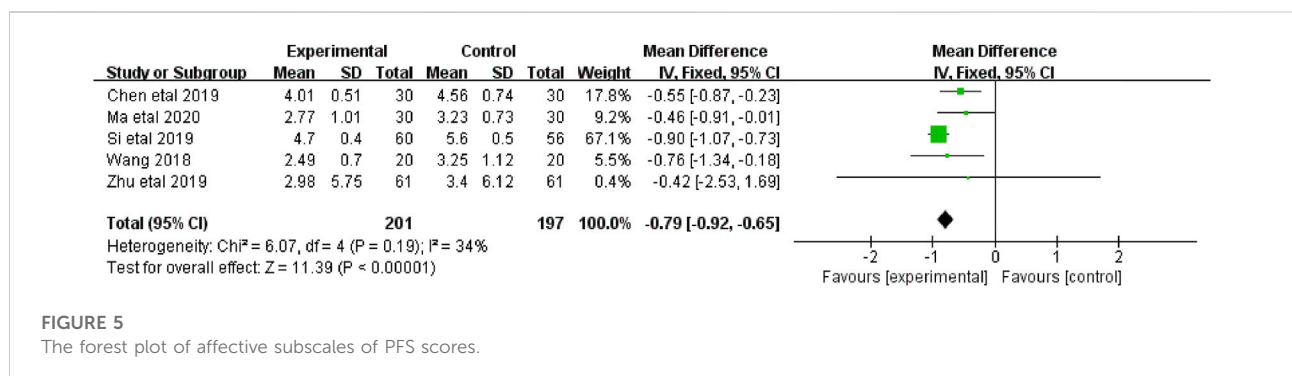 Experimental Control Mean Difference Mean Difference
Study or Subgroup Mean SD Total Mean SD Total Weight IV, Fixed, 95% CI IV, Fixed, 95% CI
Chen etal 2019 4.01 0.51 30 4.56 0.74 30 17.8% -0.55 [-0.87, -0.23]
Ma etal 2020 2.77 1.01 30 3.23 0.73 30 9.2% -0.46 [-0.91, -0.01]
Si etal 2019 4.7 0.4 60 5.6 0.5 56 67.1% -0.90 [-1.07, -0.73]
Wang 2018 2.49 0.7 20 3.25 1.12 20 5.5% -0.76 [-1.34, -0.18]
Zhu etal 2019 2.98 5.75 61 3.4 6.12 61 0.4% -0.42 [-2.53, 1.69]
Total (95% CI) 201 197 100.0% -0.79 [-0.92, -0.65]
Heterogeneity: Chi² = 6.07, df = 4 (P = 0.19); I² = 34%
Test for overall effect: Z = 11.39 (P < 0.00001)
-2 -1 0 1 2
Favours [experimental] Favours [control]
FIGURE 5
The forest plot of affective subscales of PFS scores.